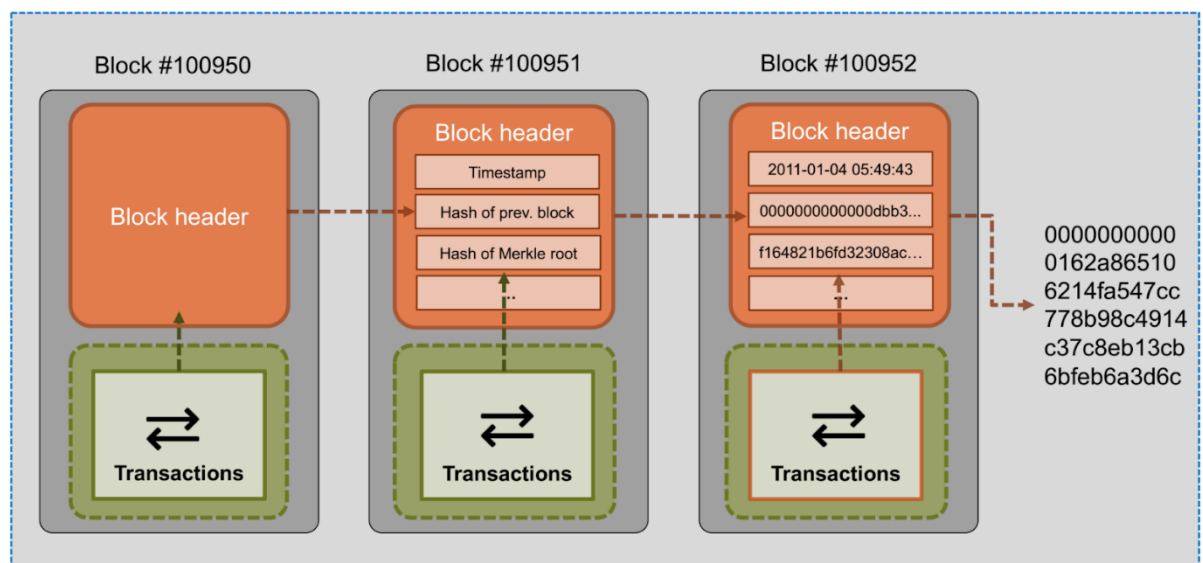 Block #100950
Block header
Transactions
Block #100951
Block header
Timestamp
Hash of prev. block
Hash of Merkle root
...
Transactions
Block #100952
Block header
2011-01-04 05:49:43
0000000000000dbb3...
f164821b6fd32308ac...
...
Transactions
0000000000
0162a86510
6214fa547cc
778b98c4914
c37c8eb13cb
6bfeb6a3d6c